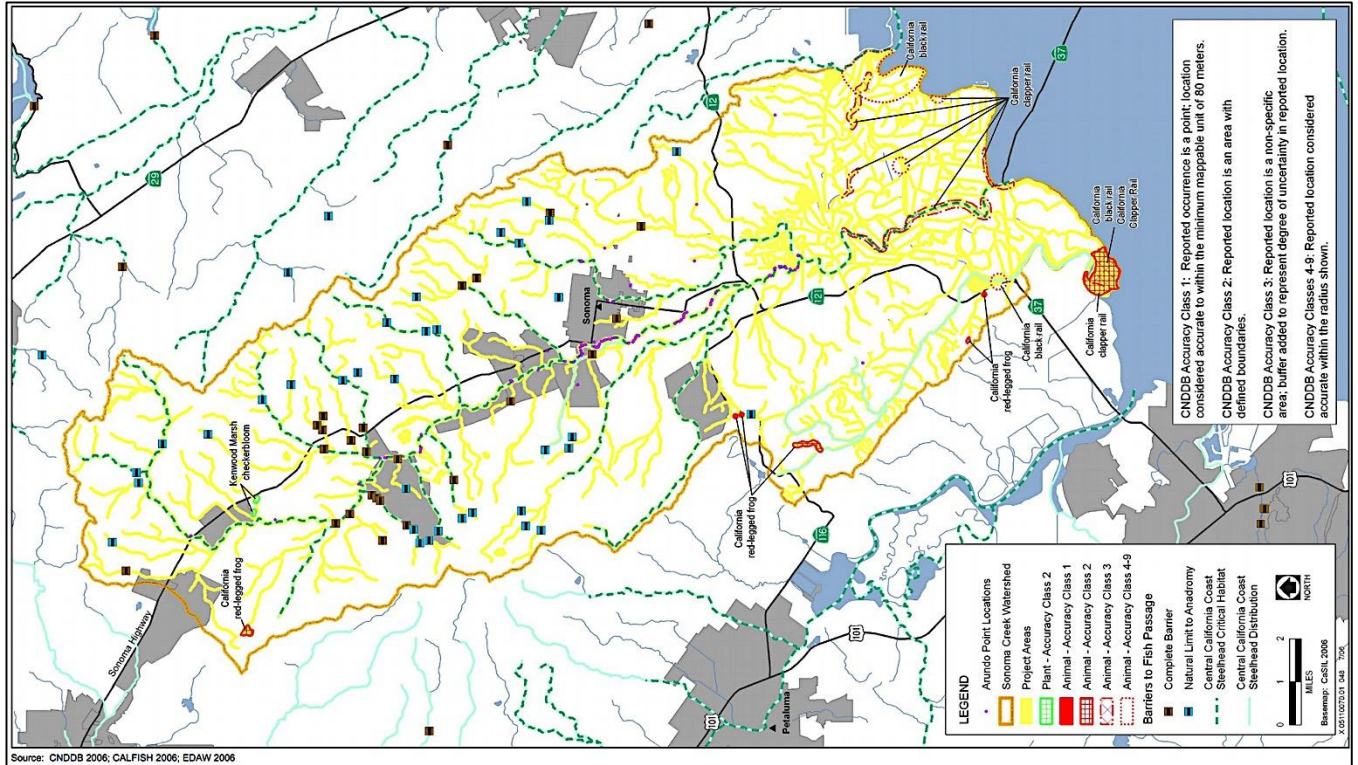 29
12
37
California
black rail
California
clapper rail
Sonoma
121
Kenwood Marsh
checkerbloom
California
red-legged frog
Sonoma Highway
California
red-legged frog
116
California
red-legged frog
California
black rail
37
California
black rail
California
Clapper Rail
California
clapper rail
101
101
Petaluma
101
CNDDB Accuracy Class 1: Reported occurrence is a point; location
considered accurate to within the minimum mappable unit of 80 meters.
CNDDB Accuracy Class 2: Reported location is an area with
defined boundaries.
CNDDB Accuracy Class 3: Reported location is a non-specific
area; buffer added to represent degree of uncertainty in reported location.
CNDDB Accuracy Classes 4-9: Reported location considered
accurate within the radius shown.
LEGEND
Arundo Point Locations
Sonoma Creek Watershed
Project Areas
Plant - Accuracy Class 2
Animal - Accuracy Class 1
Animal - Accuracy Class 2
Animal - Accuracy Class 3
Animal - Accuracy Class 4-9
Barriers to Fish Passage
Complete Barrier
Natural Limit to Anadromy
Central California Coast
Steelhead Critical Habitat
Central California Coast
Steelhead Distribution
0 1 2
MILES
NORTH
Basemap: CaSIL 2006
X 05110070.01 048 7/06
Source: CNDDB 2006; CALFISH 2006; EDAW 2006